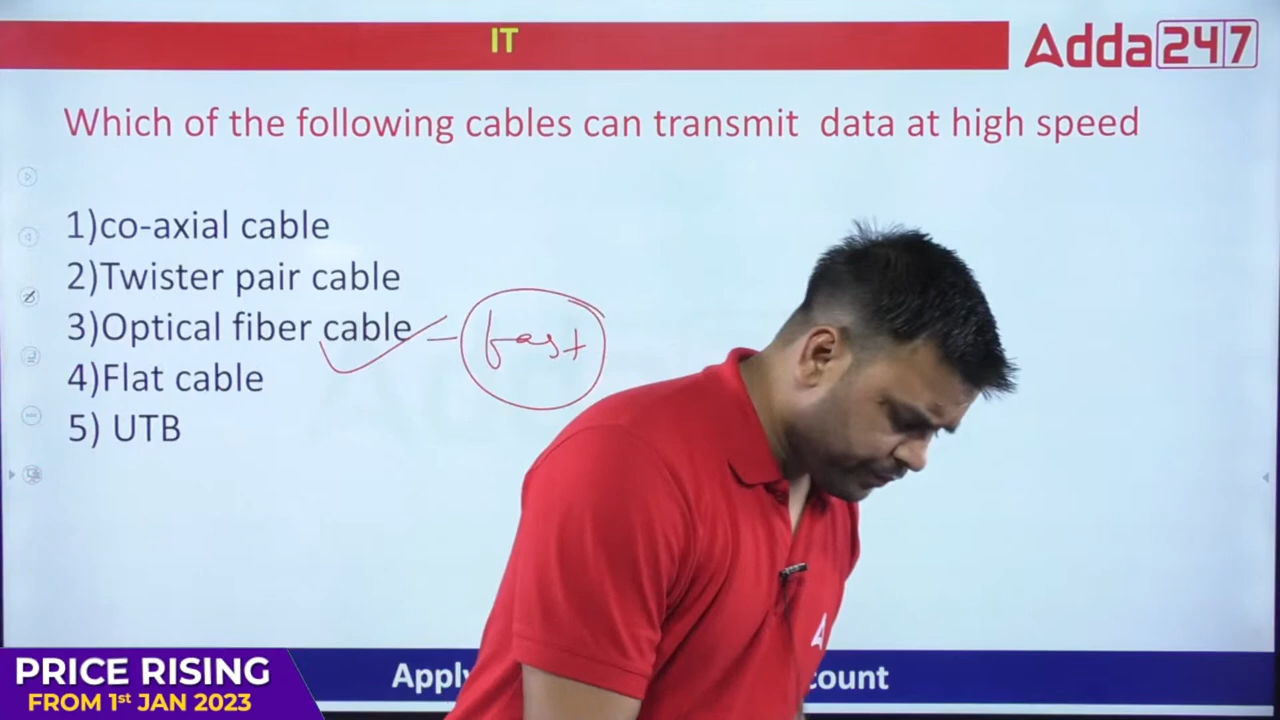 IT
Adda247
Which of the following cables can transmit data at high speed
1)co-axial cable
2)Twister pair cable
3)Optical fiber cable - fast
4)Flat cable
5) UTB
PRICE RISING
FROM 1st JAN 2023
Apply
count